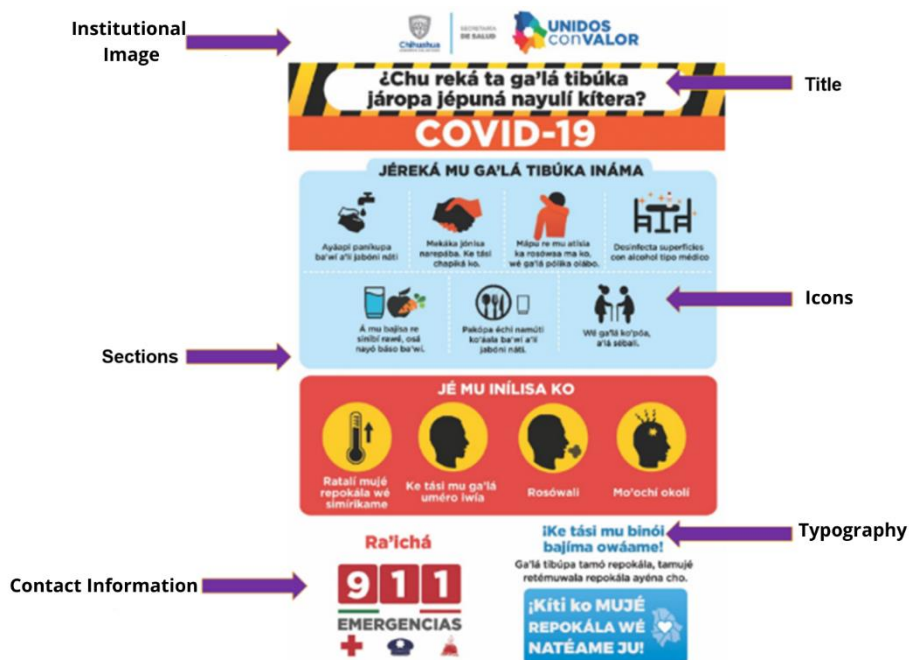 Institutional
Image
Chihuahua
SECRETARÍA
DE SALUD
UNIDOS
conVALOR
¿Chu reká ta ga'lá tibúka
járopa jépuná nayulí kítera?
Title
COVID-19
JÉREKÁ MU GA'LÁ TIBÚKA INÁMA
Ayáapi panikupa
ba'wí a'lí jabóni náti
Mekáka jónisa
narepába. Ke tási
chapiká ko.
Mápu re mu atisia
ka rosówsa ma ko,
wé ga'lá pólika olábo.
Desinfecta superficies
con alcohol tipo médico
Icons
Á mu bajísa re
sinibí rawé, osá
nayó báso ba'wí.
Pakópa échi namúti
ko'áala ba'wí a'lí
jabóni náti.
Wé ga'lá ko'póa,
a'lá sébali.
Sections
JÉ MU INÍLISA KO
Ratalí mujé
repokála wé
simírikame
Ke tási mu ga'lá
uméro iwía
Rosówali
Mo'ochí okolí
Typography
Contact Information
Ra'ichá
911
EMERGENCIAS
¡Ke tási mu binói
bajíma owáame!
Ga'lá tibúpa tamó repokála, tamujé
retémuwala repokála ayéna cho.
¡Kíti ko MUJÉ
REPOKÁLA WÉ
NATÉAME JU!